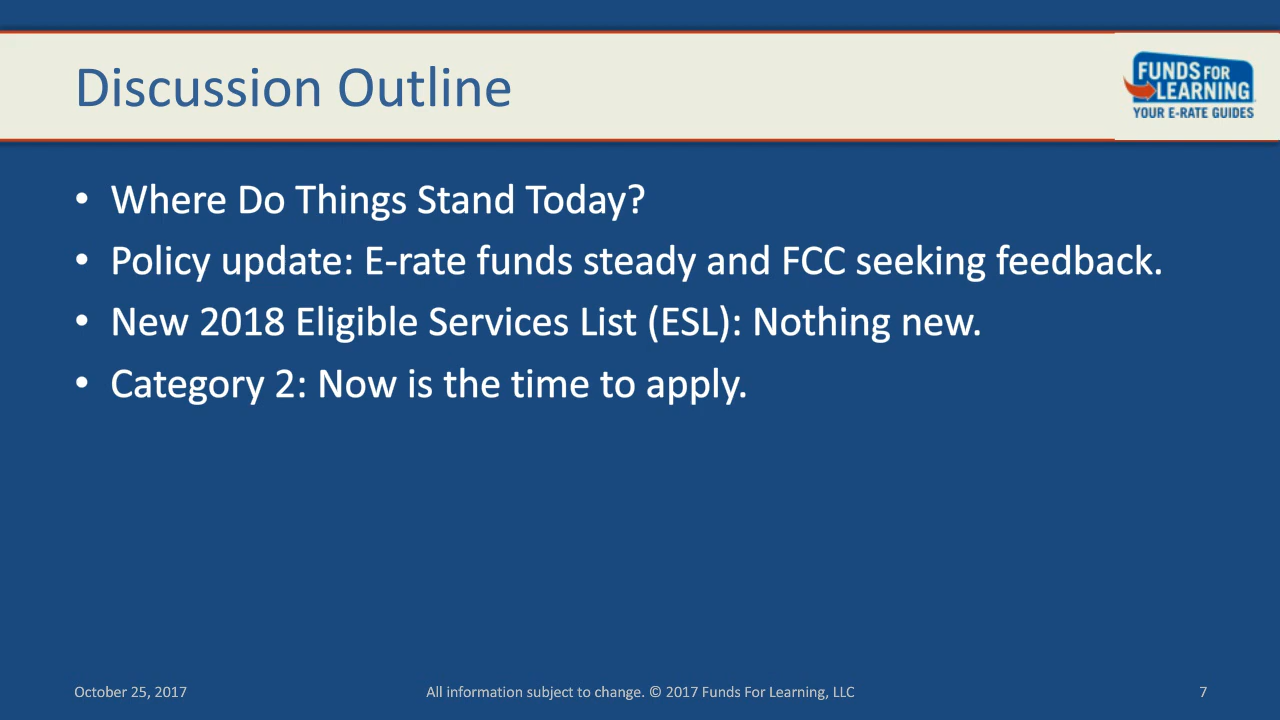 Discussion Outline
FUNDS FOR
LEARNING
YOUR E-RATE GUIDES
• Where Do Things Stand Today?
• Policy update: E-rate funds steady and FCC seeking feedback.
• New 2018 Eligible Services List (ESL): Nothing new.
• Category 2: Now is the time to apply.
October 25, 2017
All information subject to change. © 2017 Funds For Learning, LLC
7